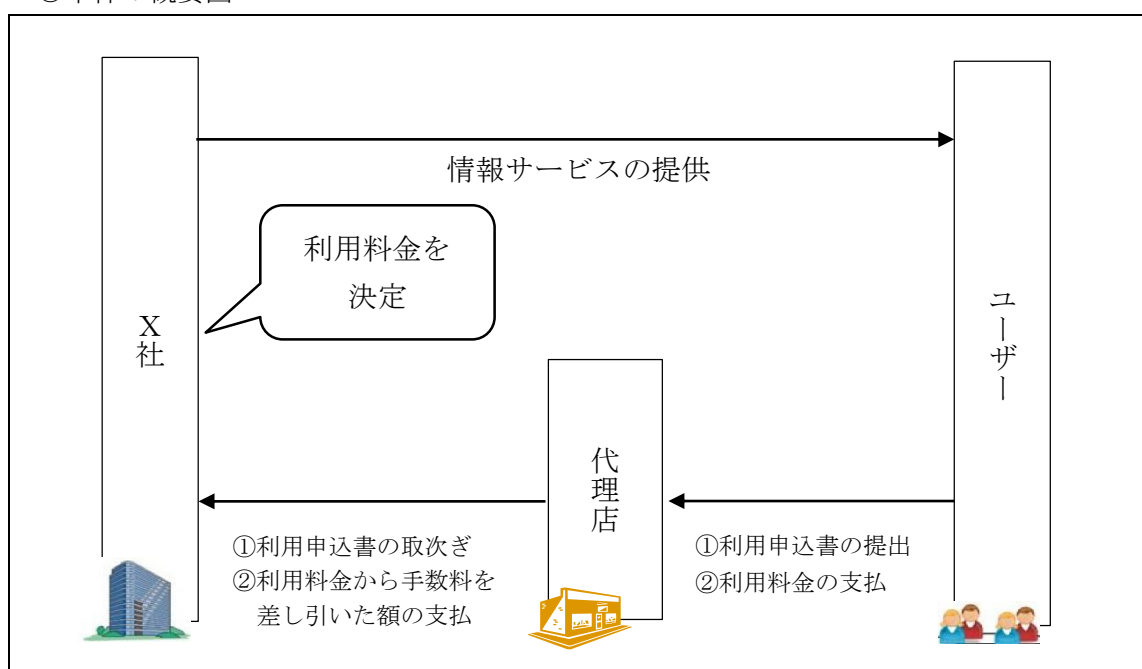 情報サービスの提供
利用料金を
決定
X社
ユーザー
代理店
①利用申込書の取次ぎ
②利用料金から手数料を
差し引いた額の支払
①利用申込書の提出
②利用料金の支払